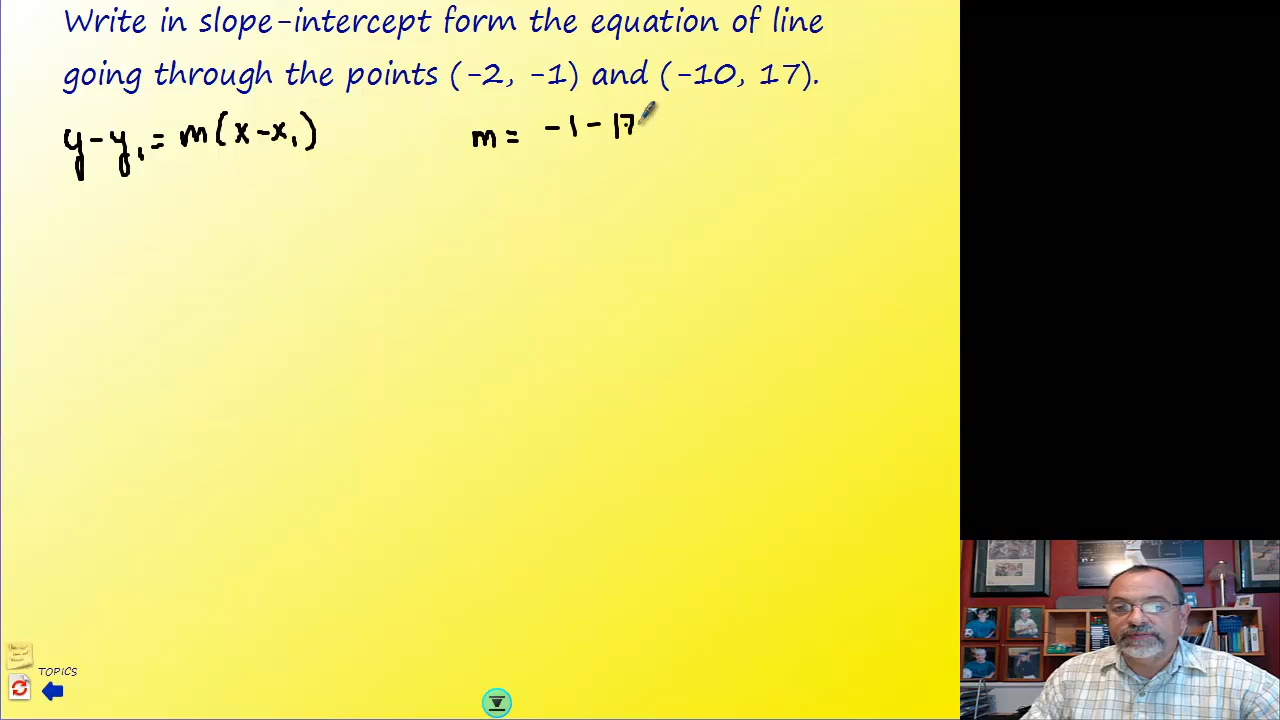 Write in slope-intercept form the equation of line
going through the points (-2, -1) and (-10, 17).
y-y₁ = m(x-x₁)
m = -1-17
TOPICS